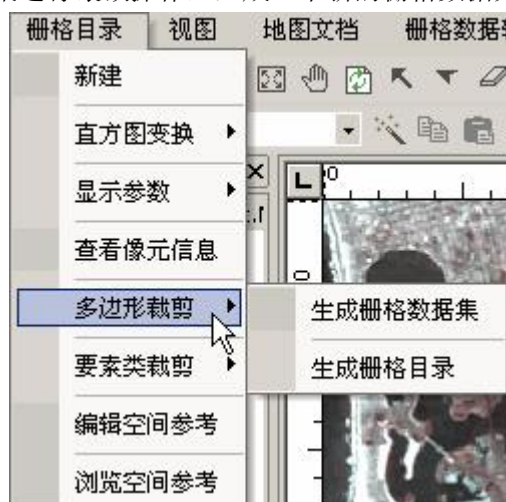 栅格目录 视图 地图文档 栅格数据
新建
直方图变换
显示参数
查看像元信息
多边形裁剪
生成栅格数据集
要素类裁剪
生成栅格目录
编辑空间参考
浏览空间参考
L 0
0